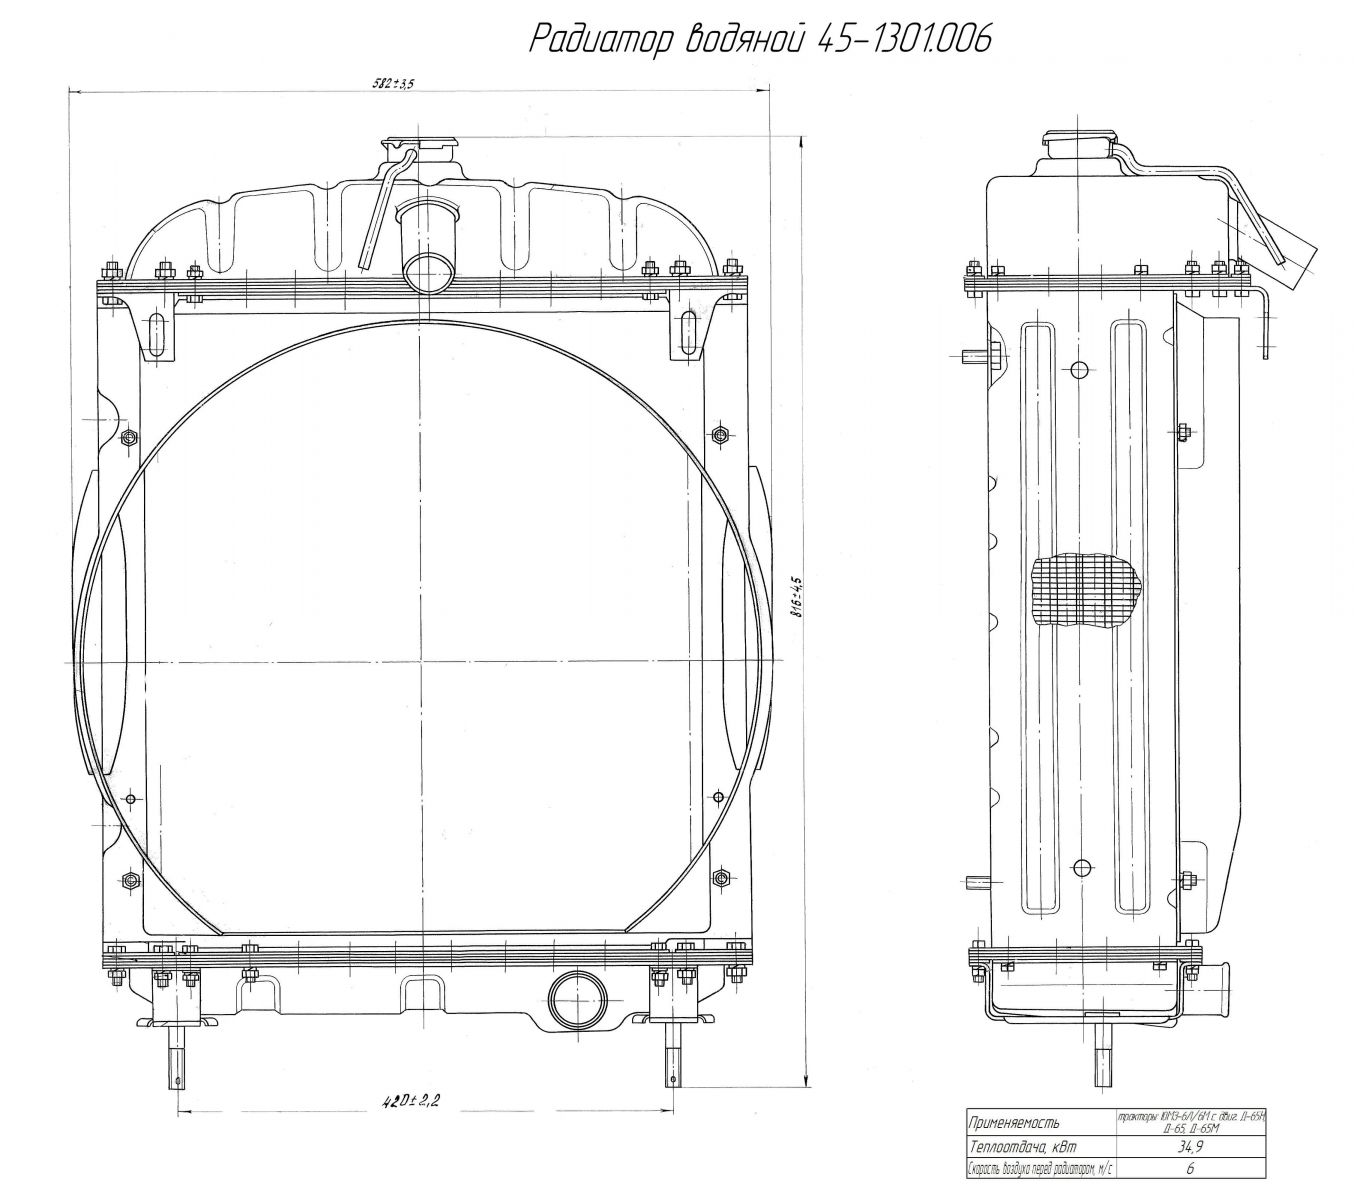 Радиатор водяной 45-1301.006
582±3,5
816±4,5
420±2,2
Применяемость
тракторы: ЮМЗ-6Л/6М с двиг. Д-65Н,
Д-65, Д-65М
Теплоотдача, кВт 34,9
Скорость воздуха перед радиатором, м/с 6